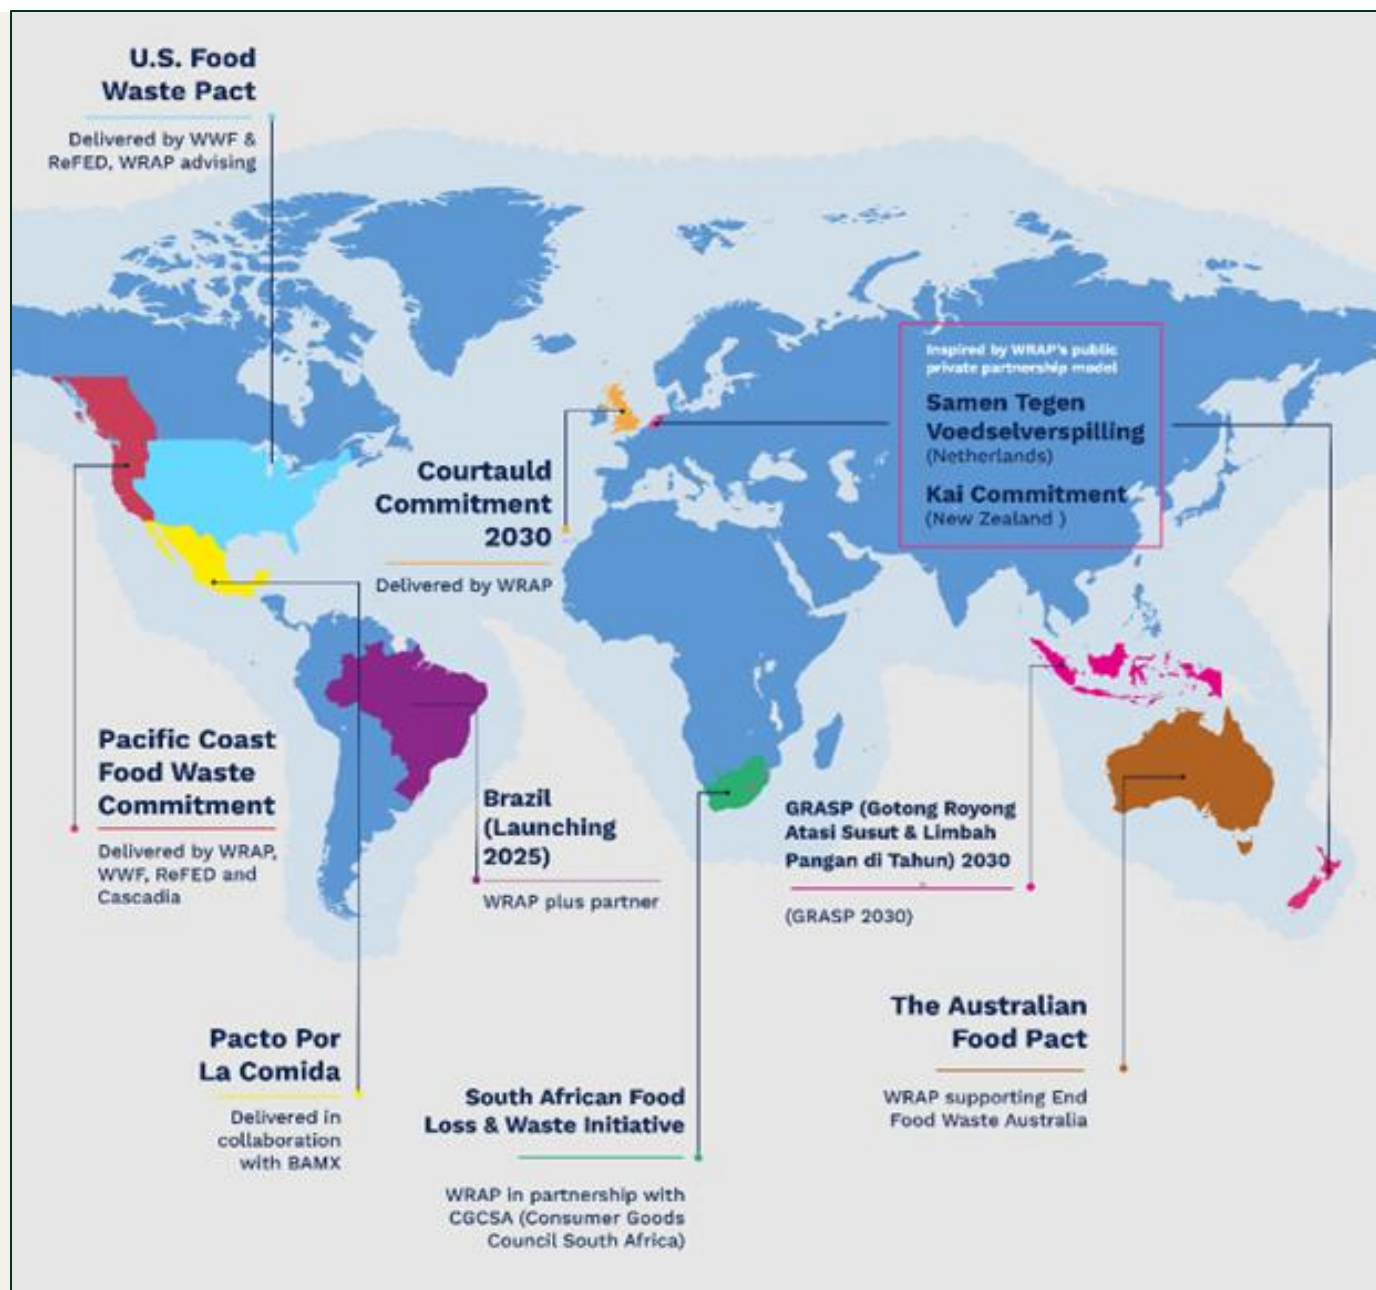 U.S. Food
Waste Pact
Delivered by WWF &
ReFED, WRAP advising
Inspired by WRAP's public
private partnership model
Samen Tegen
Voedselverspilling
(Netherlands)
Kai Commitment
(New Zealand )
Courtauld
Commitment
2030
Delivered by WRAP
Pacific Coast
Food Waste
Commitment
Delivered by WRAP,
WWF, ReFED and
Cascadia
Brazil
(Launching
2025)
WRAP plus partner
GRASP (Gotong Royong
Atasi Susut & Limbah
Pangan di Tahun) 2030
(GRASP 2030)
Pacto Por
La Comida
Delivered in
collaboration
with BAMX
South African Food
Loss & Waste Initiative
WRAP in partnership with
CGCSA (Consumer Goods
Council South Africa)
The Australian
Food Pact
WRAP supporting End
Food Waste Australia